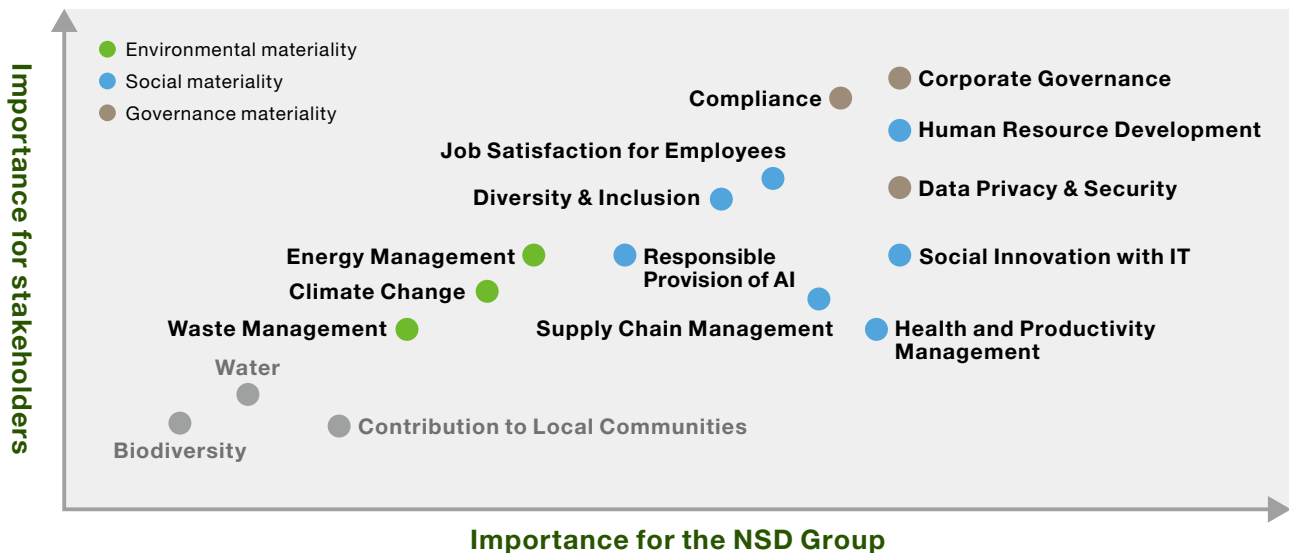 Importance for stakeholders
Environmental materiality
Social materiality
Governance materiality
Corporate Governance
Compliance
Human Resource Development
Job Satisfaction for Employees
Data Privacy & Security
Diversity & Inclusion
Energy Management
Responsible
Provision of AI
Social Innovation with IT
Climate Change
Waste Management
Supply Chain Management
Health and Productivity
Management
Water
Contribution to Local Communities
Biodiversity
Importance for the NSD Group